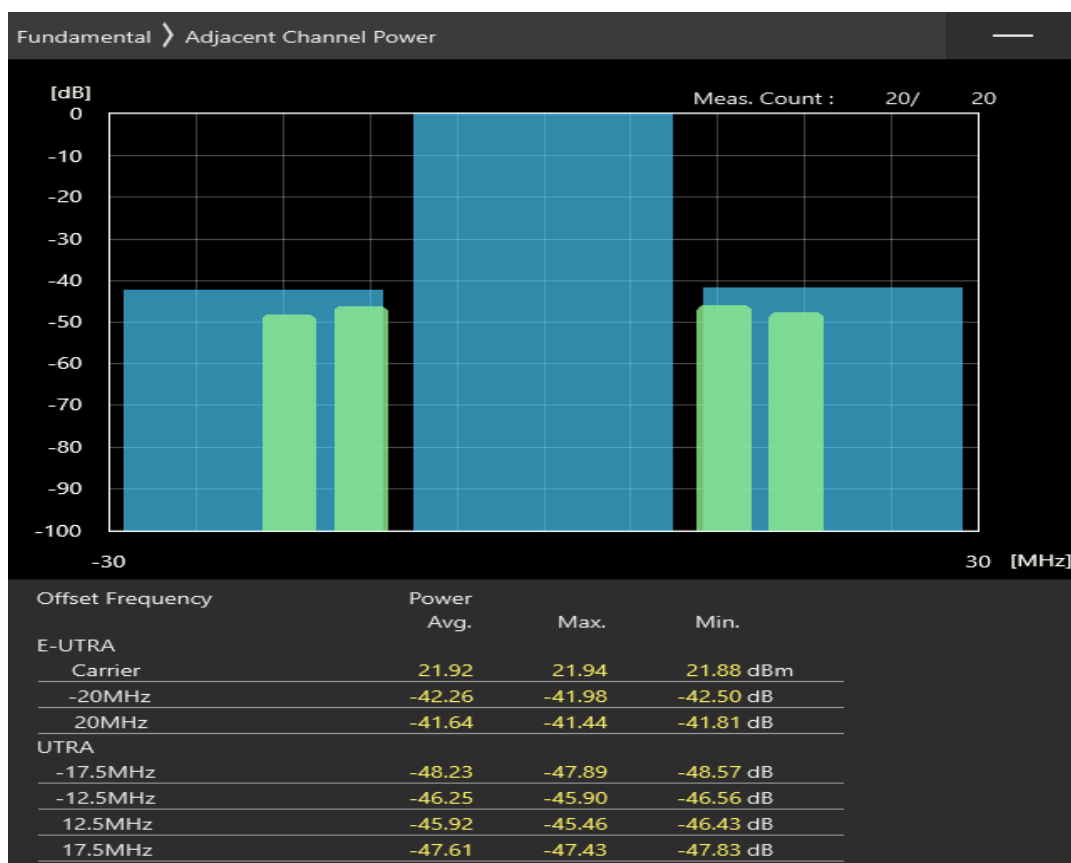 Fundamental 〉 Adjacent Channel Power
[dB]
Meas. Count : 20/ 20
0
-10
-20
-30
-40
-50
-60
-70
-80
-90
-100
-30 30 [MHz]
Offset Frequency Power
Avg. Max. Min.
E-UTRA
Carrier 21.92 21.94 21.88 dBm
-20MHz -42.26 -41.98 -42.50 dB
20MHz -41.64 -41.44 -41.81 dB
UTRA
-17.5MHz -48.23 -47.89 -48.57 dB
-12.5MHz -46.25 -45.90 -46.56 dB
12.5MHz -45.92 -45.46 -46.43 dB
17.5MHz -47.61 -47.43 -47.83 dB